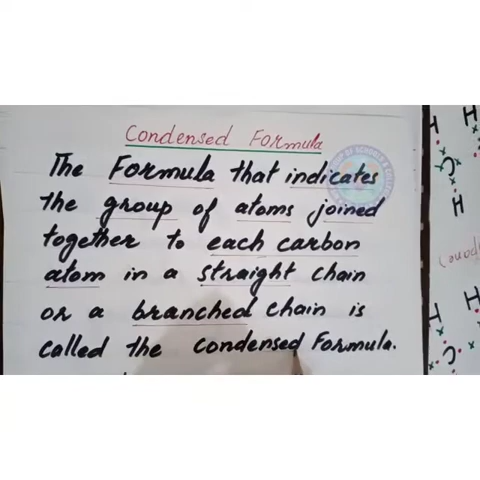 Condensed Formula
The Formula that indicates
the group of atoms joined
together to each carbon
atom in a straight chain
or a branched chain is
called the condensed Formula.
H H
C
H
H
H
C